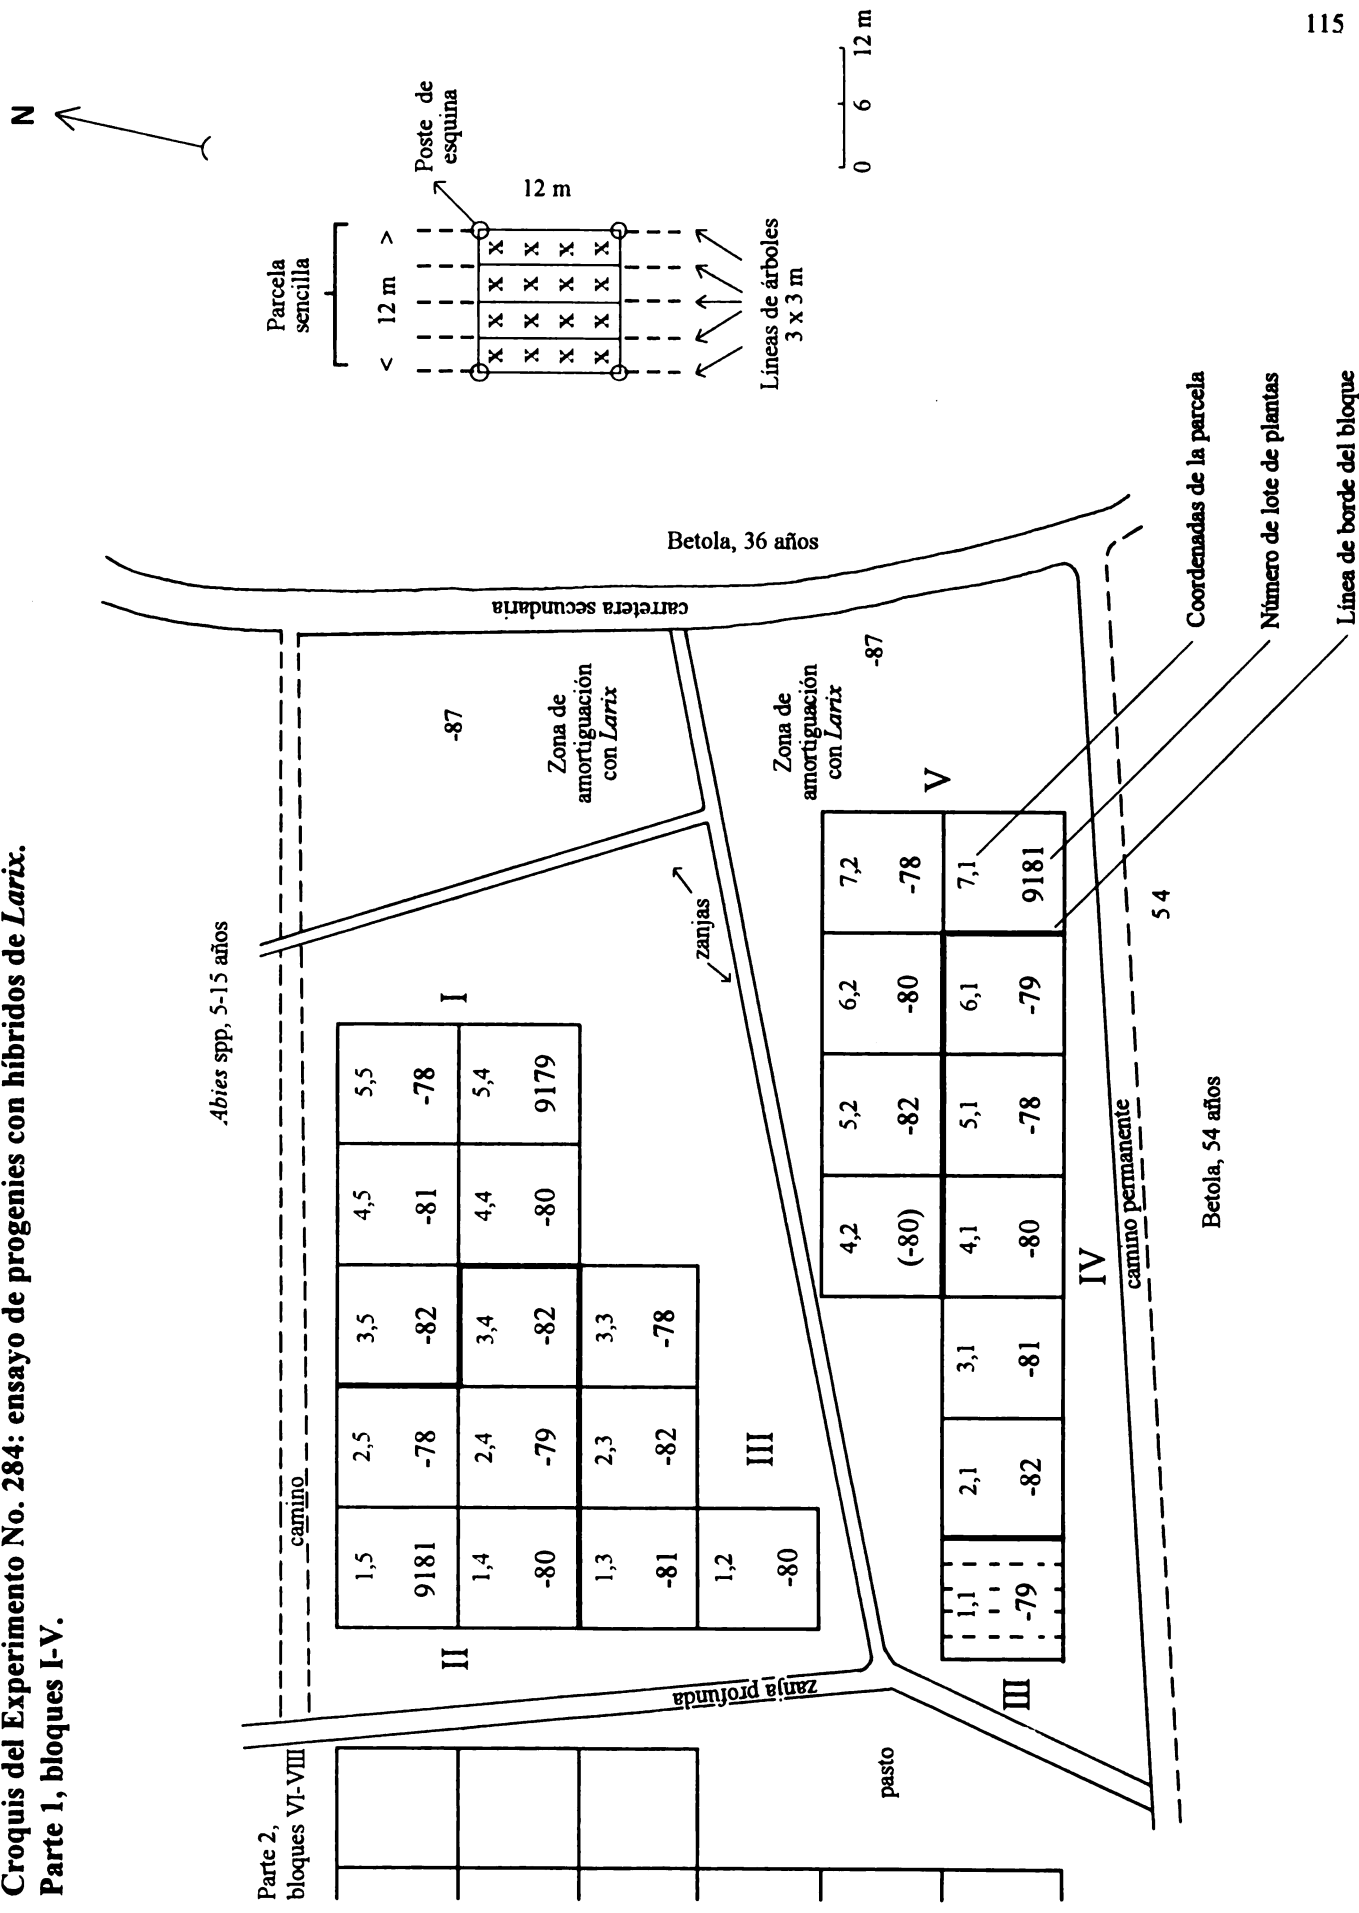 115
Croquis del Experimento No. 284: ensayo de progenies con híbridos de Larix.
Parte 1, bloques I-V.
N
Parcela
sencilla
< 12 m >
Poste de
esquina
12 m
x x x x
x x x x
x x x x
x x x x
Líneas de árboles
3 x 3 m
0 6 12 m
Abies spp, 5-15 años
Parte 2,
bloques VI-VIII
camino
carretera secundaria
Betola, 36 años
-87
Zona de
amortiguación
con Larix
I
1,5 2,5 3,5 4,5 5,5
9181 -78 -82 -81 -78
II
1,4 2,4 3,4 4,4 5,4
-80 -79 -82 -80 9179
1,3 2,3 3,3
-81 -82 -78
1,2
-80
III
zanjas
zanja profunda
pasto
Zona de
amortiguación
con Larix
-87
V
4,2 5,2 6,2 7,2
(-80) -82 -80 -78
1,1 2,1 3,1 4,1 5,1 6,1 7,1
-79 -82 -81 -80 -78 -79 9181
III
IV
camino permanente
54
Betola, 54 años
Coordenadas de la parcela
Número de lote de plantas
Línea de borde del bloque